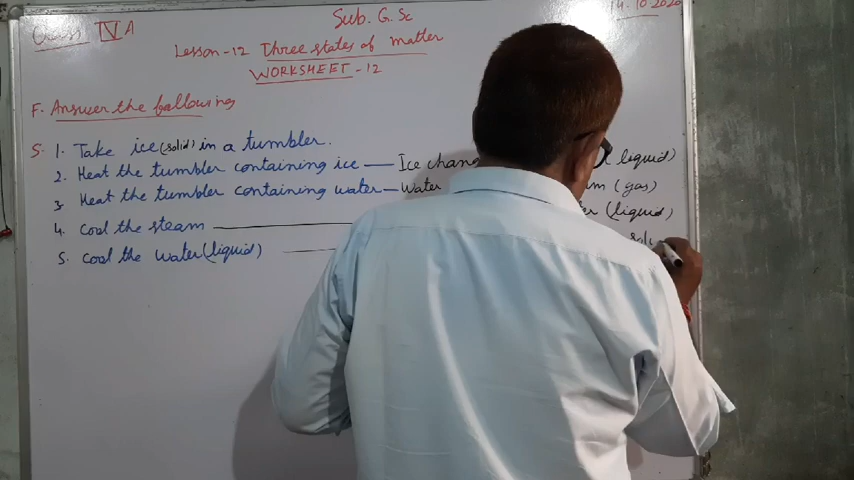 Class IV A
Sub. G. Sc
14.10.2020
Lesson-12 Three states of matter
WORKSHEET-12
F. Answer the following
5. 1. Take ice (solid) in a tumbler.
2. Heat the tumbler containing ice — Ice chang liquid)
3. Heat the tumbler containing water — Water m (gas)
4. Cool the steam — er (liquid)
5. Cool the water (liquid) —